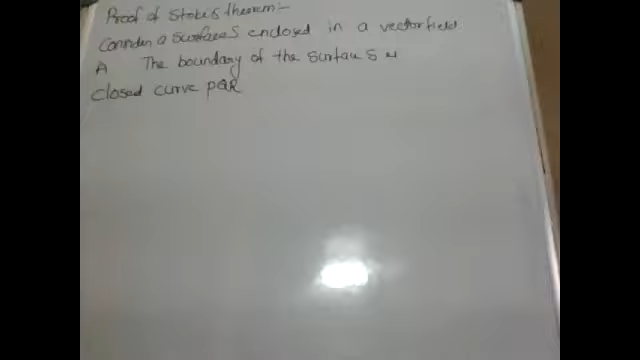 Proof of Stoke's theorem:-
Consider a surface S enclosed in a vector field
A The boundary of the surface S is
closed curve PQR